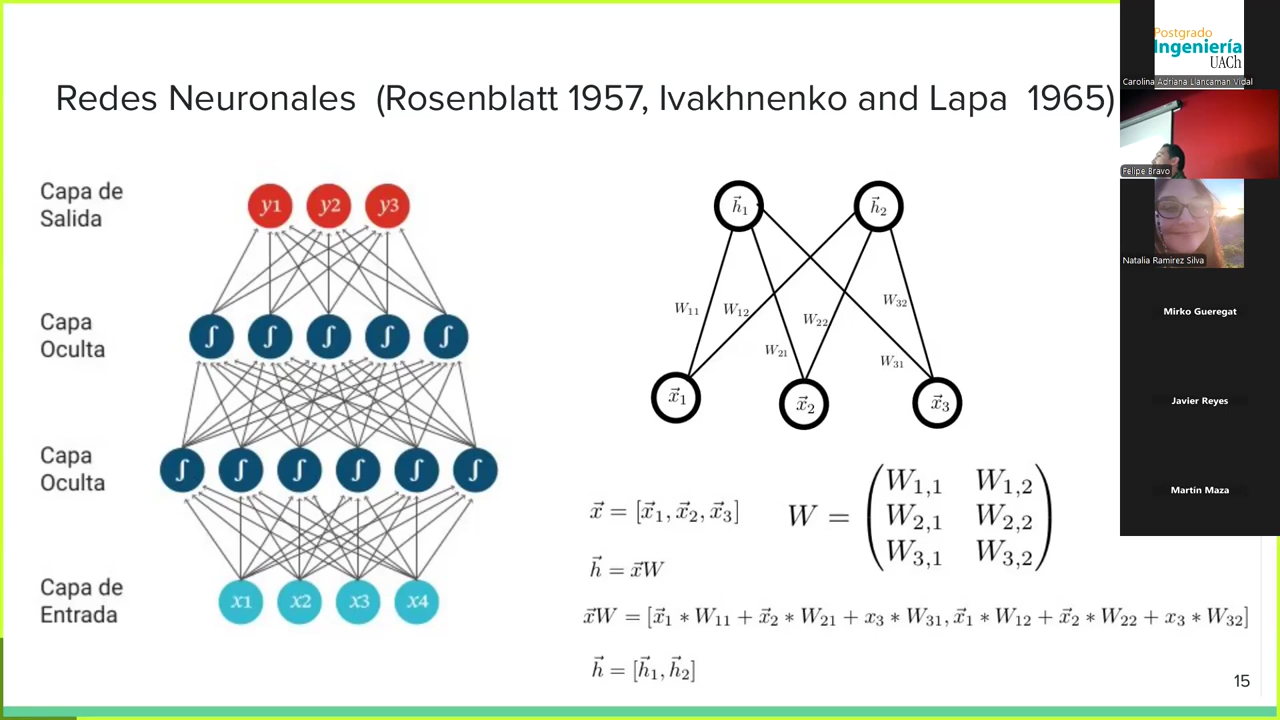 Redes Neuronales (Rosenblatt 1957, Ivakhnenko and Lapa 1965)
Capa de
Salida
y1 y2 y3
Capa
Oculta
∫ ∫ ∫ ∫ ∫
Capa
Oculta
∫ ∫ ∫ ∫ ∫ ∫
Capa de
Entrada
x1 x2 x3 x4
h⃗₁ h⃗₂
W₁₁ W₁₂ W₂₁ W₂₂ W₃₁ W₃₂
x⃗₁ x⃗₂ x⃗₃
x⃗ = [x⃗₁, x⃗₂, x⃗₃]
W = ( W₁,₁ W₁,₂
W₂,₁ W₂,₂
W₃,₁ W₃,₂ )
h⃗ = x⃗W
x⃗W = [x⃗₁ * W₁₁ + x⃗₂ * W₂₁ + x₃ * W₃₁, x⃗₁ * W₁₂ + x⃗₂ * W₂₂ + x₃ * W₃₂]
h⃗ = [h⃗₁, h⃗₂]
15
Postgrado
Ingeniería
UACh
Carolina Adriana Llancaman Vidal
Felipe Bravo
Natalia Ramirez Silva
Mirko Gueregat
Javier Reyes
Martín Maza